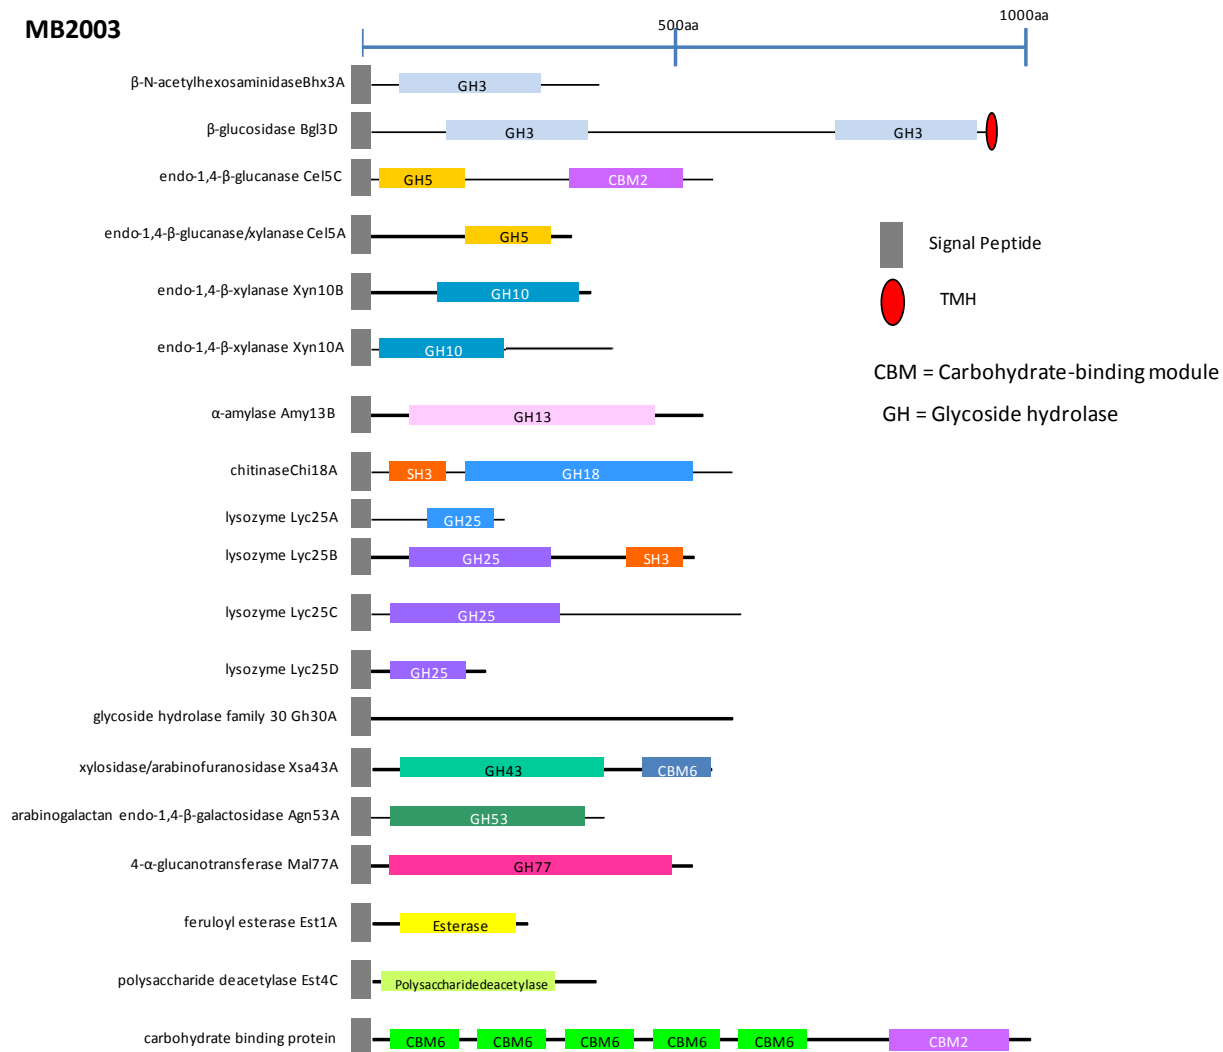 MB2003
500aa
1000aa
β-N-acetylhexosaminidaseBhx3A
GH3
β-glucosidase Bgl3D
GH3
GH3
endo-1,4-β-glucanase Cel5C
GH5
CBM2
endo-1,4-β-glucanase/xylanase Cel5A
GH5
Signal Peptide
endo-1,4-β-xylanase Xyn10B
GH10
TMH
endo-1,4-β-xylanase Xyn10A
GH10
CBM = Carbohydrate-binding module
α-amylase Amy13B
GH13
GH = Glycoside hydrolase
chitinaseChi18A
SH3
GH18
lysozyme Lyc25A
GH25
lysozyme Lyc25B
GH25
SH3
lysozyme Lyc25C
GH25
lysozyme Lyc25D
GH25
glycoside hydrolase family 30 Gh30A
xylosidase/arabinofuranosidase Xsa43A
GH43
CBM6
arabinogalactan endo-1,4-β-galactosidase Agn53A
GH53
4-α-glucanotransferase Mal77A
GH77
feruloyl esterase Est1A
Esterase
polysaccharide deacetylase Est4C
Polysaccharidedeacetylase
carbohydrate binding protein
CBM6
CBM6
CBM6
CBM6
CBM6
CBM2